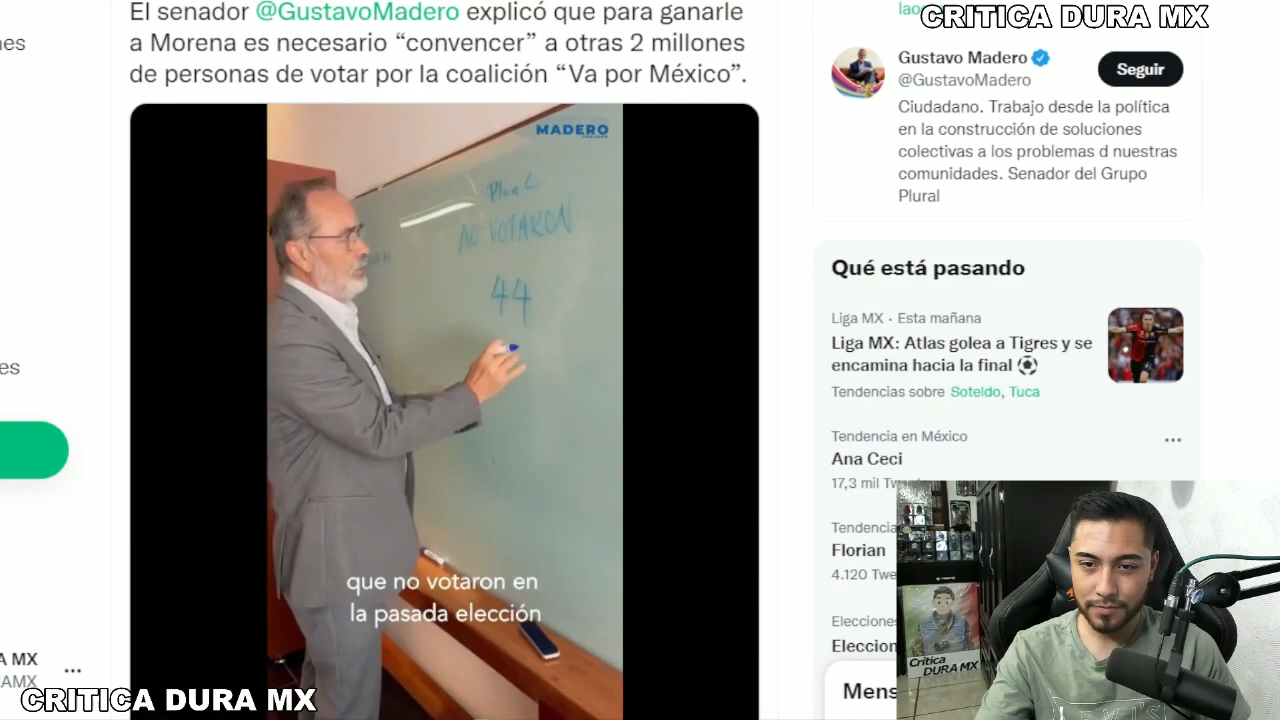 El senador @GustavoMadero explicó que para ganarle
a Morena es necesario “convencer” a otras 2 millones
de personas de votar por la coalición “Va por México”.
MADERO
Plan C
NO VOTARON
44
que no votaron en
la pasada elección
nes
es
A MX
AMX
CRITICA DURA MX
CRITICA DURA MX
Gustavo Madero
@GustavoMadero
Seguir
Ciudadano. Trabajo desde la política
en la construcción de soluciones
colectivas a los problemas d nuestras
comunidades. Senador del Grupo
Plural
Qué está pasando
Liga MX · Esta mañana
Liga MX: Atlas golea a Tigres y se
encamina hacia la final
Tendencias sobre Soteldo, Tuca
Tendencia en México
Ana Ceci
17,3 mil Tw
Tendencia
Florian
4.120 Twe
Elecciones
Eleccion
Mens
Crítica
DURA MX